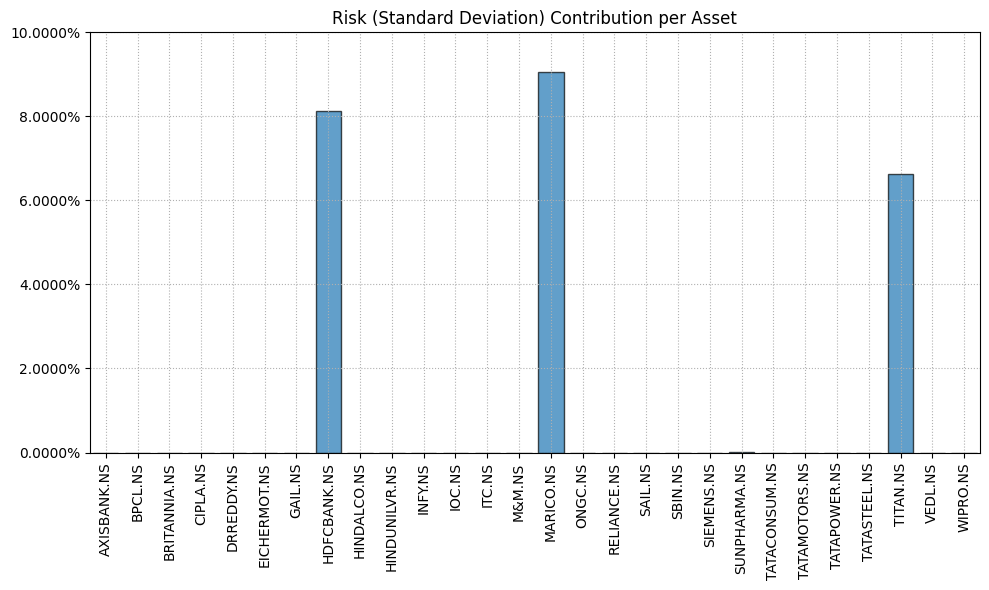 Risk (Standard Deviation) Contribution per Asset
10.0000%
8.0000%
6.0000%
4.0000%
2.0000%
0.0000%
AXISBANK.NS
BPCL.NS
BRITANNIA.NS
CIPLA.NS
DRREDDY.NS
EICHERMOT.NS
GAIL.NS
HDFCBANK.NS
HINDALCO.NS
HINDUNILVR.NS
INFY.NS
IOC.NS
ITC.NS
M&M.NS
MARICO.NS
ONGC.NS
RELIANCE.NS
SAIL.NS
SBIN.NS
SIEMENS.NS
SUNPHARMA.NS
TATACONSUM.NS
TATAMOTORS.NS
TATAPOWER.NS
TATASTEEL.NS
TITAN.NS
VEDL.NS
WIPRO.NS